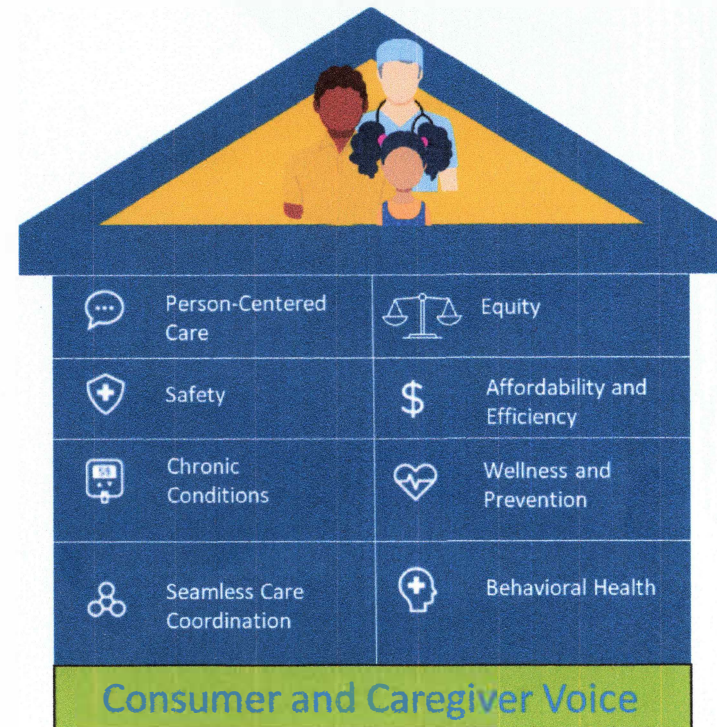 Person-Centered
Care
Equity
Safety
$
Affordability and
Efficiency
Chronic
Conditions
Wellness and
Prevention
Seamless Care
Coordination
Behavioral Health
Consumer and Caregiver Voice